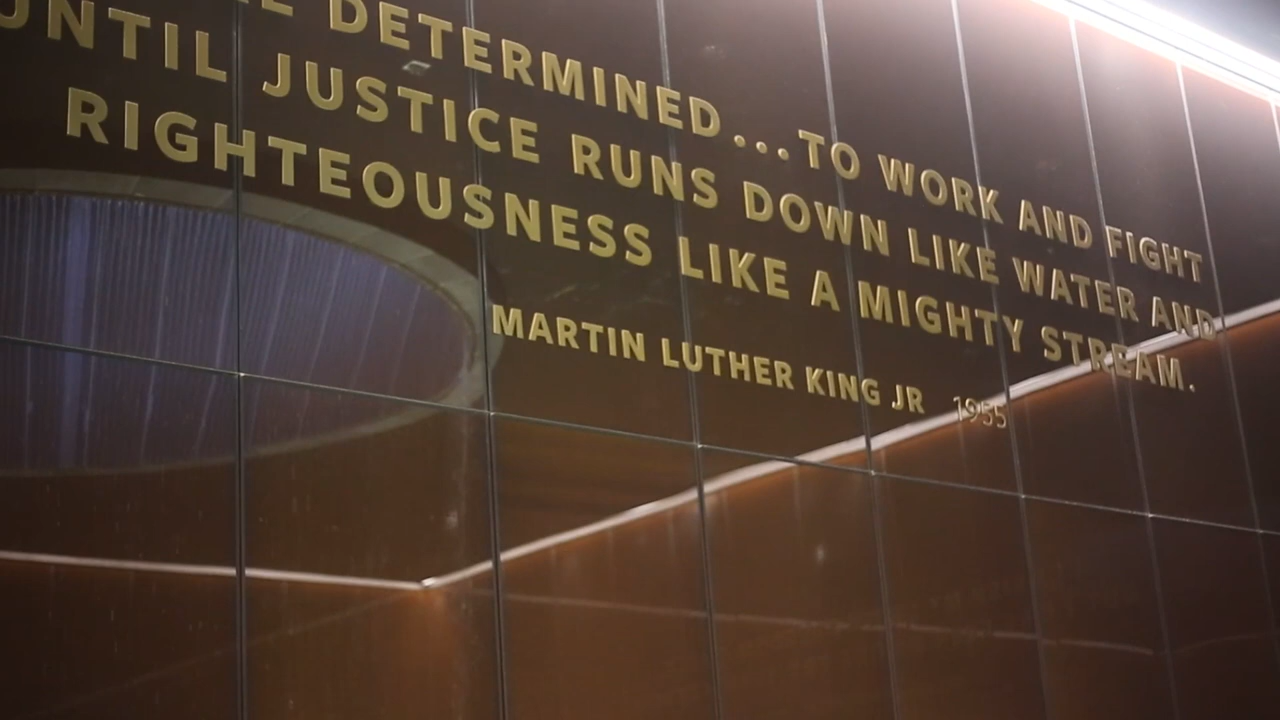 DETERMINED...TO WORK AND FIGHT
UNTIL JUSTICE RUNS DOWN LIKE WATER AND
RIGHTEOUSNESS LIKE A MIGHTY STREAM.
MARTIN LUTHER KING JR 1955